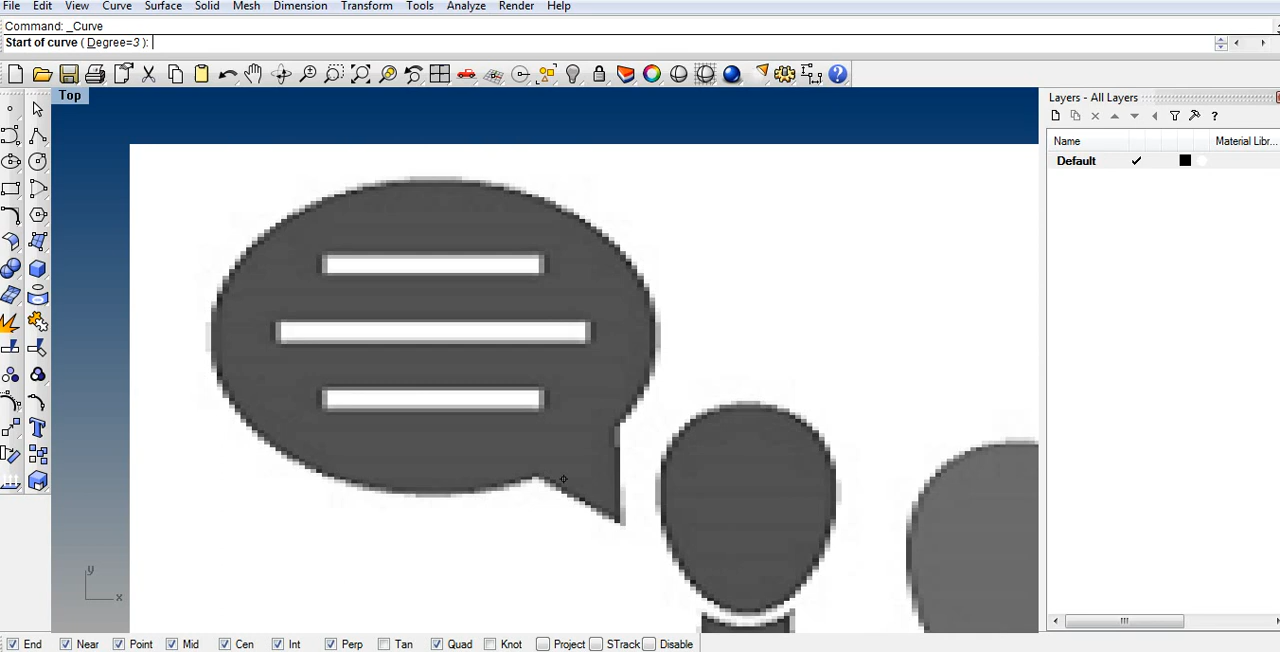 File Edit View Curve Surface Solid Mesh Dimension Transform Tools Analyze Render Help
Command: _Curve
Start of curve ( Degree=3 ):
Top
Layers - All Layers
Name Material Libr...
Default
y
x
End Near Point Mid Cen Int Perp Tan Quad Knot Project STrack Disable